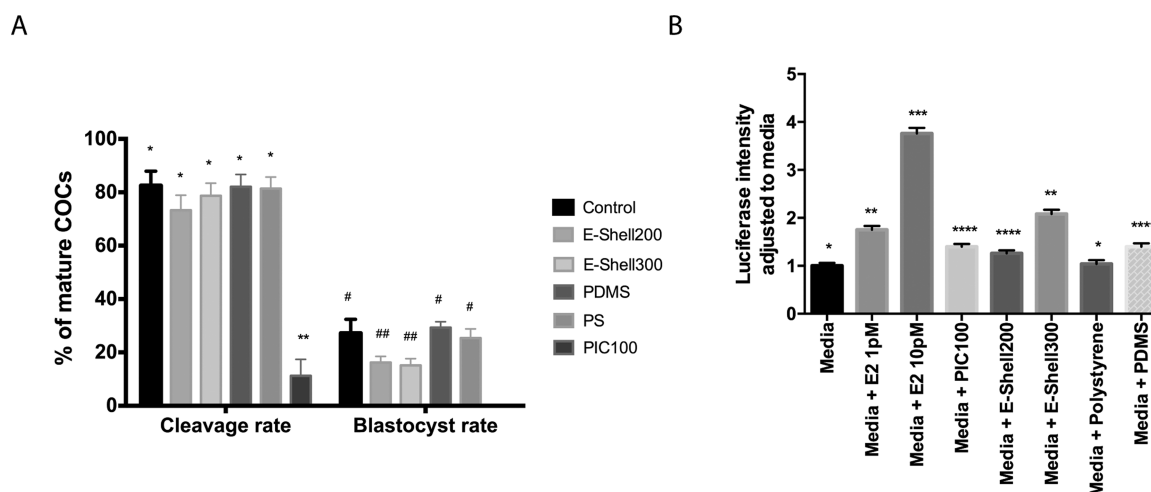 A
% of mature COCs
100
80
60
40
20
0
*
*
*
*
*
**
#
##
##
#
#
Cleavage rate
Blastocyst rate
Control
E-Shell200
E-Shell300
PDMS
PS
PIC100
B
Luciferase intensity
adjusted to media
5
4
3
2
1
0
*
**
***
****
****
**
*
****
Media
Media + E2 1pM
Media + E2 10pM
Media + PIC100
Media + E-Shell200
Media + E-Shell300
Media + Polystyrene
Media + PDMS